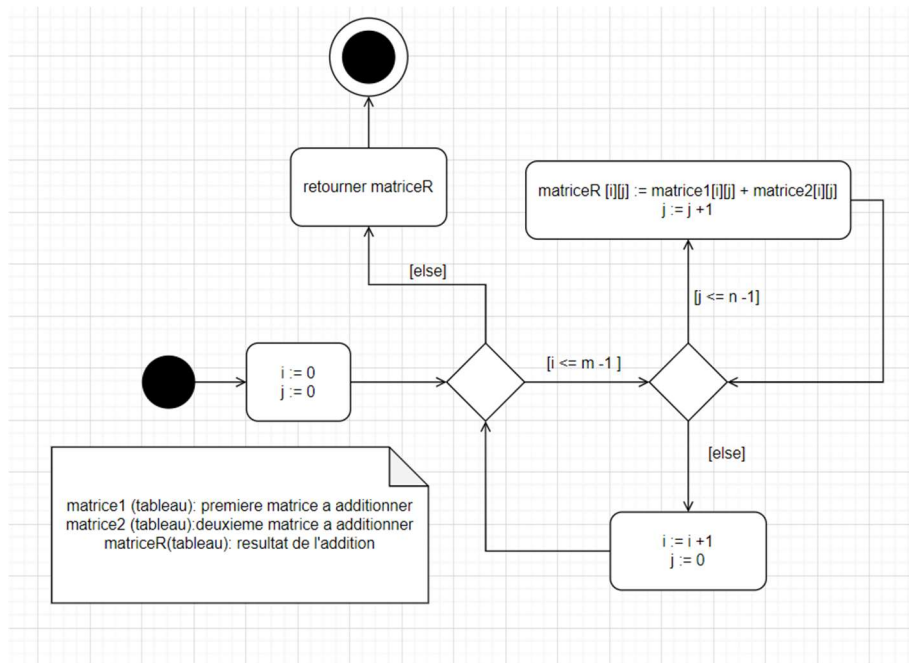 retourner matriceR
matriceR [i][j] := matrice1[i][j] + matrice2[i][j]
j := j +1
[else]
[j <= n -1]
i := 0
j := 0
[i <= m -1 ]
[else]
matrice1 (tableau): premiere matrice a additionner
matrice2 (tableau):deuxieme matrice a additionner
matriceR(tableau): resultat de l'addition
i := i +1
j := 0